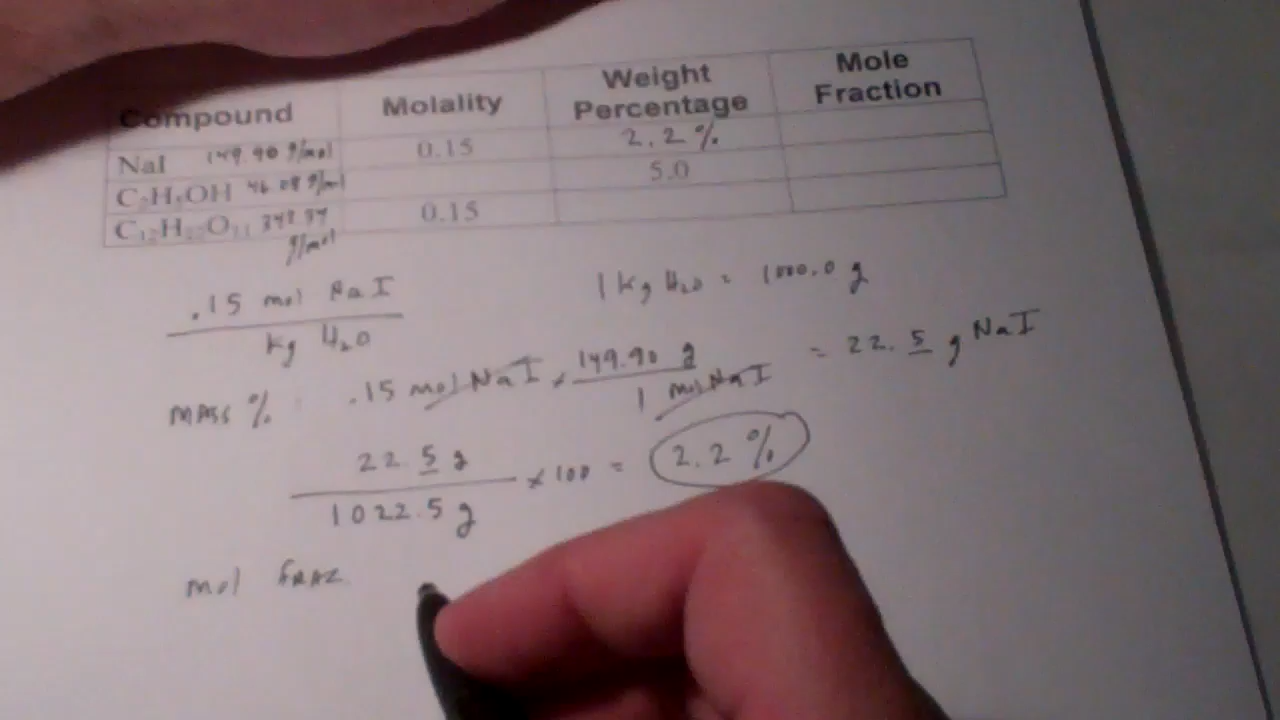 Compound Molality Weight Percentage Mole Fraction
NaI 149.90 g/mol 0.15 2.2%
C₂H₅OH 46.08 g/mol 5.0
C₁₂H₂₂O₁₁ g/mol 0.15
.15 mol NaI
kg H₂O
1 kg H₂O = 1000.0 g
MASS % : .15 mol NaI × 149.90 g
1 mol NaI
= 22.5 g NaI
22.5 g
1022.5 g
× 100 = 2.2%
mol FRAC